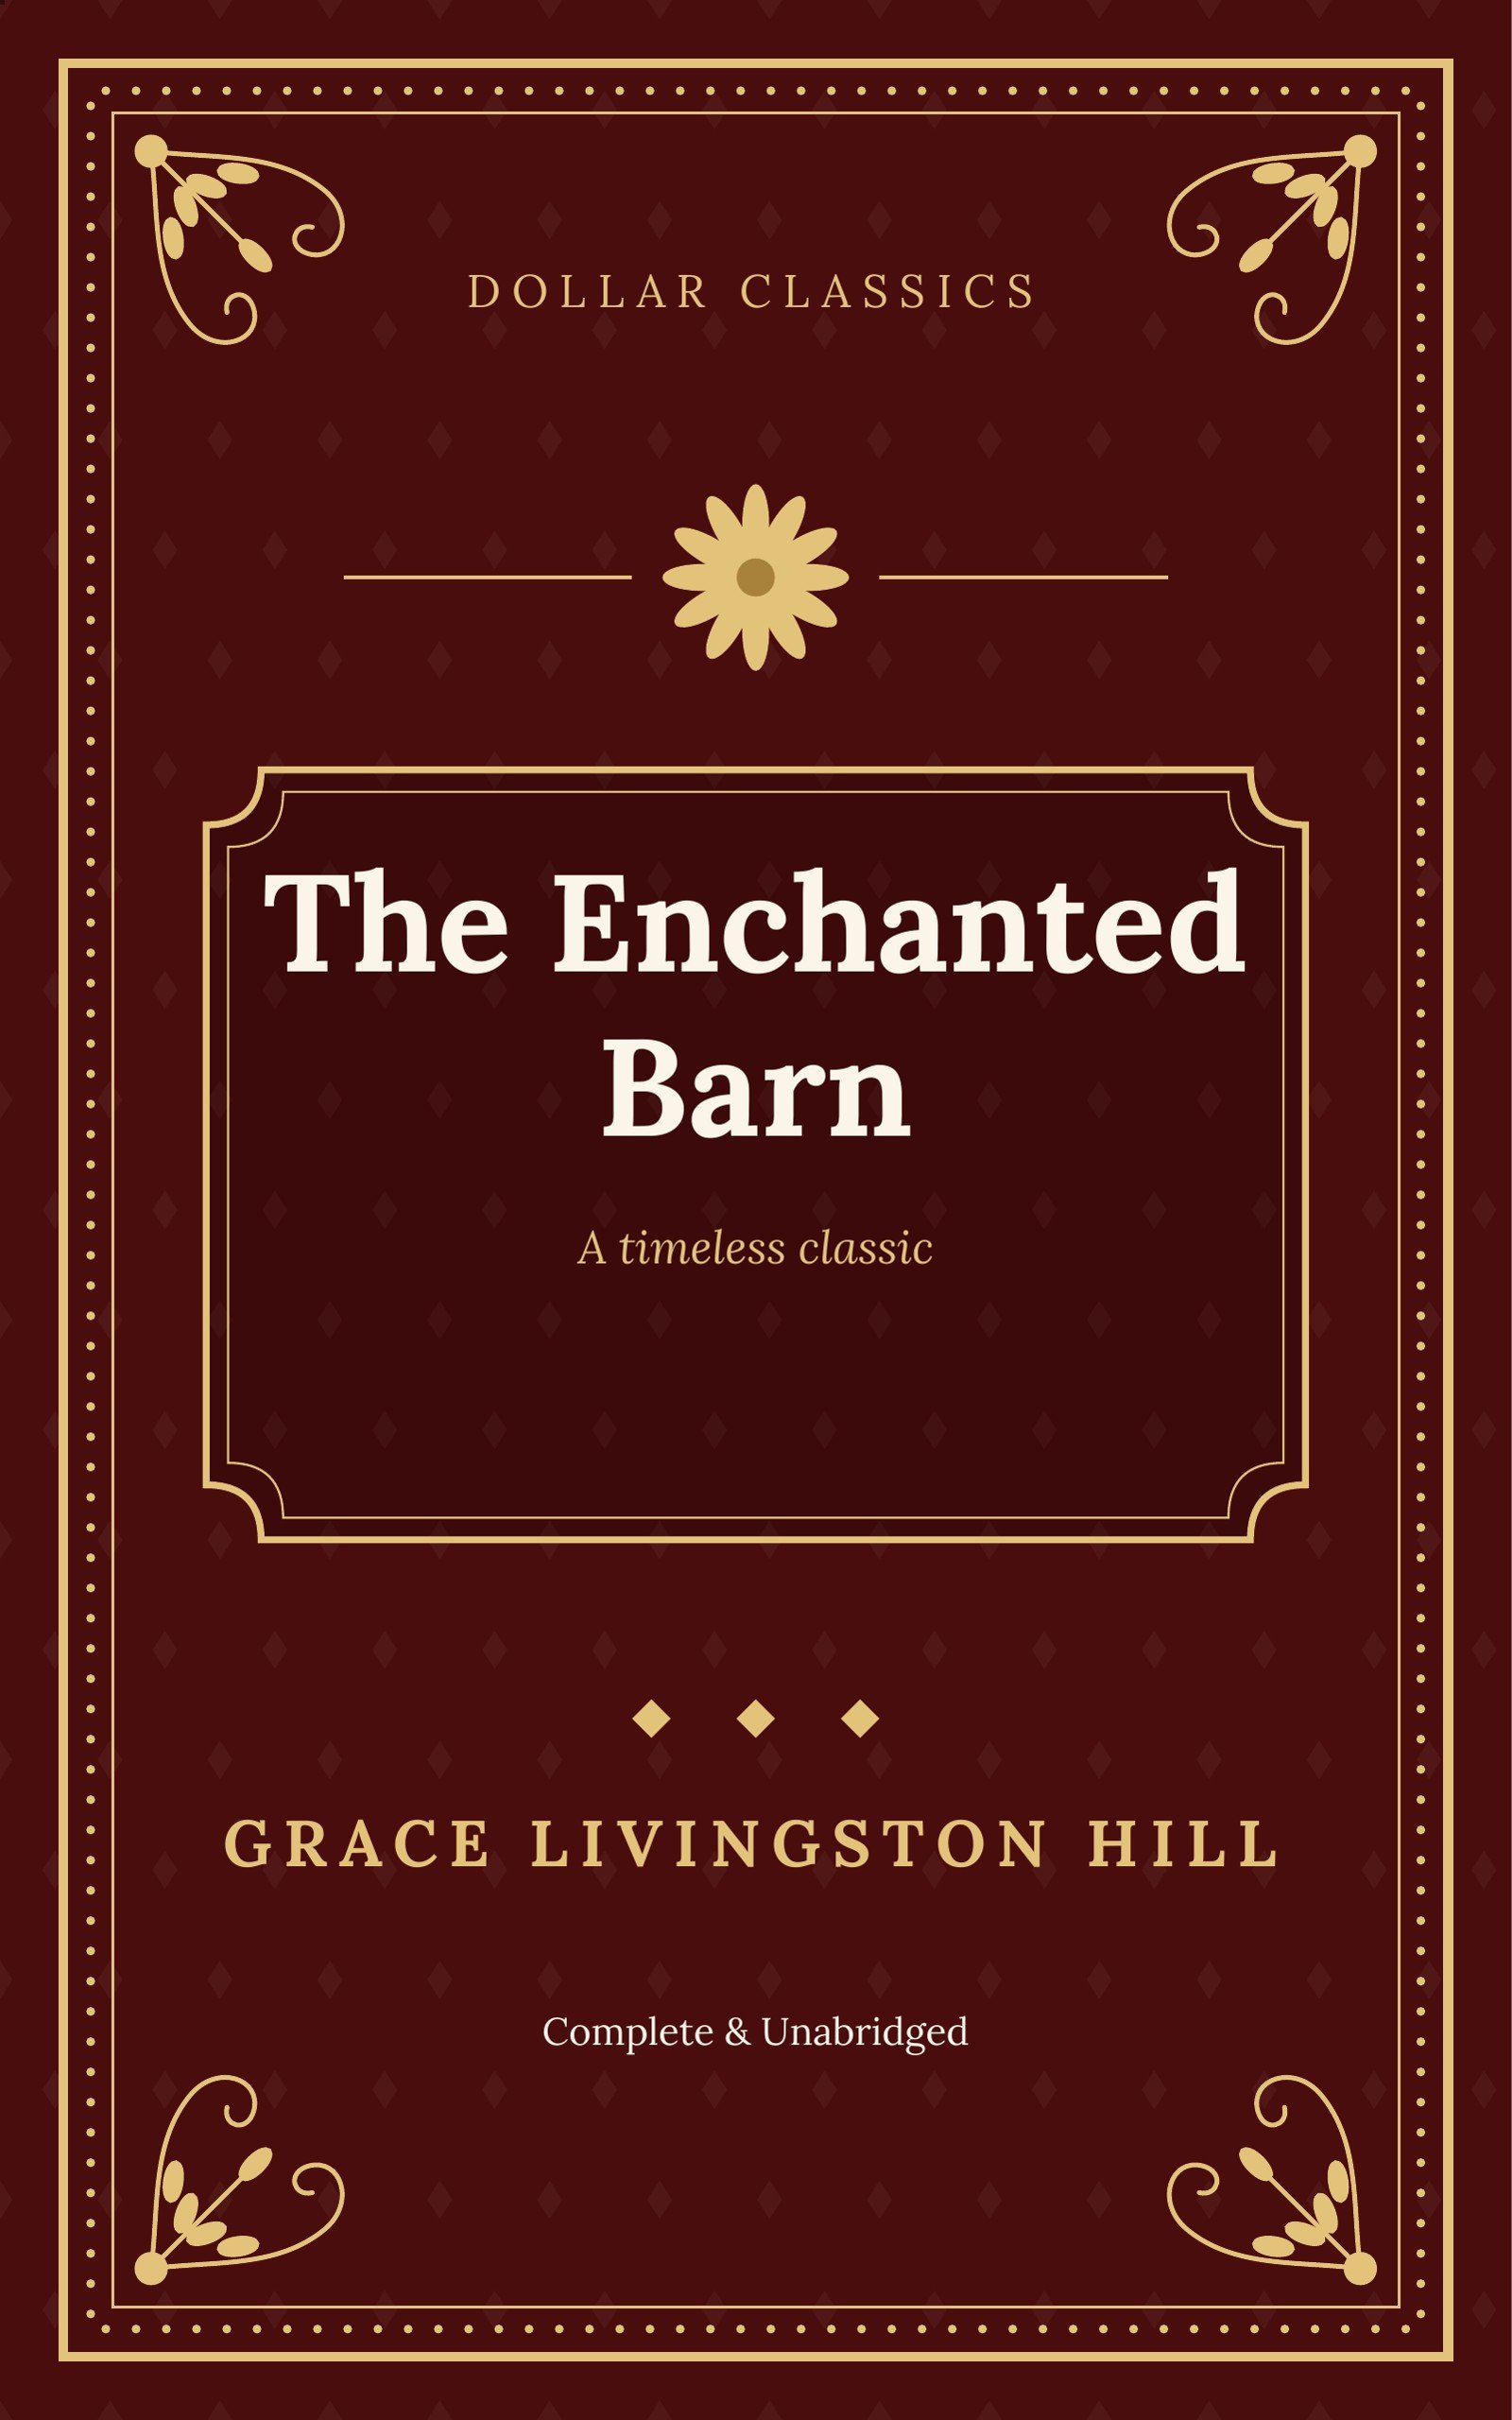 DOLLAR CLASSICS
The Enchanted
Barn
A timeless classic
GRACE LIVINGSTON HILL
Complete & Unabridged